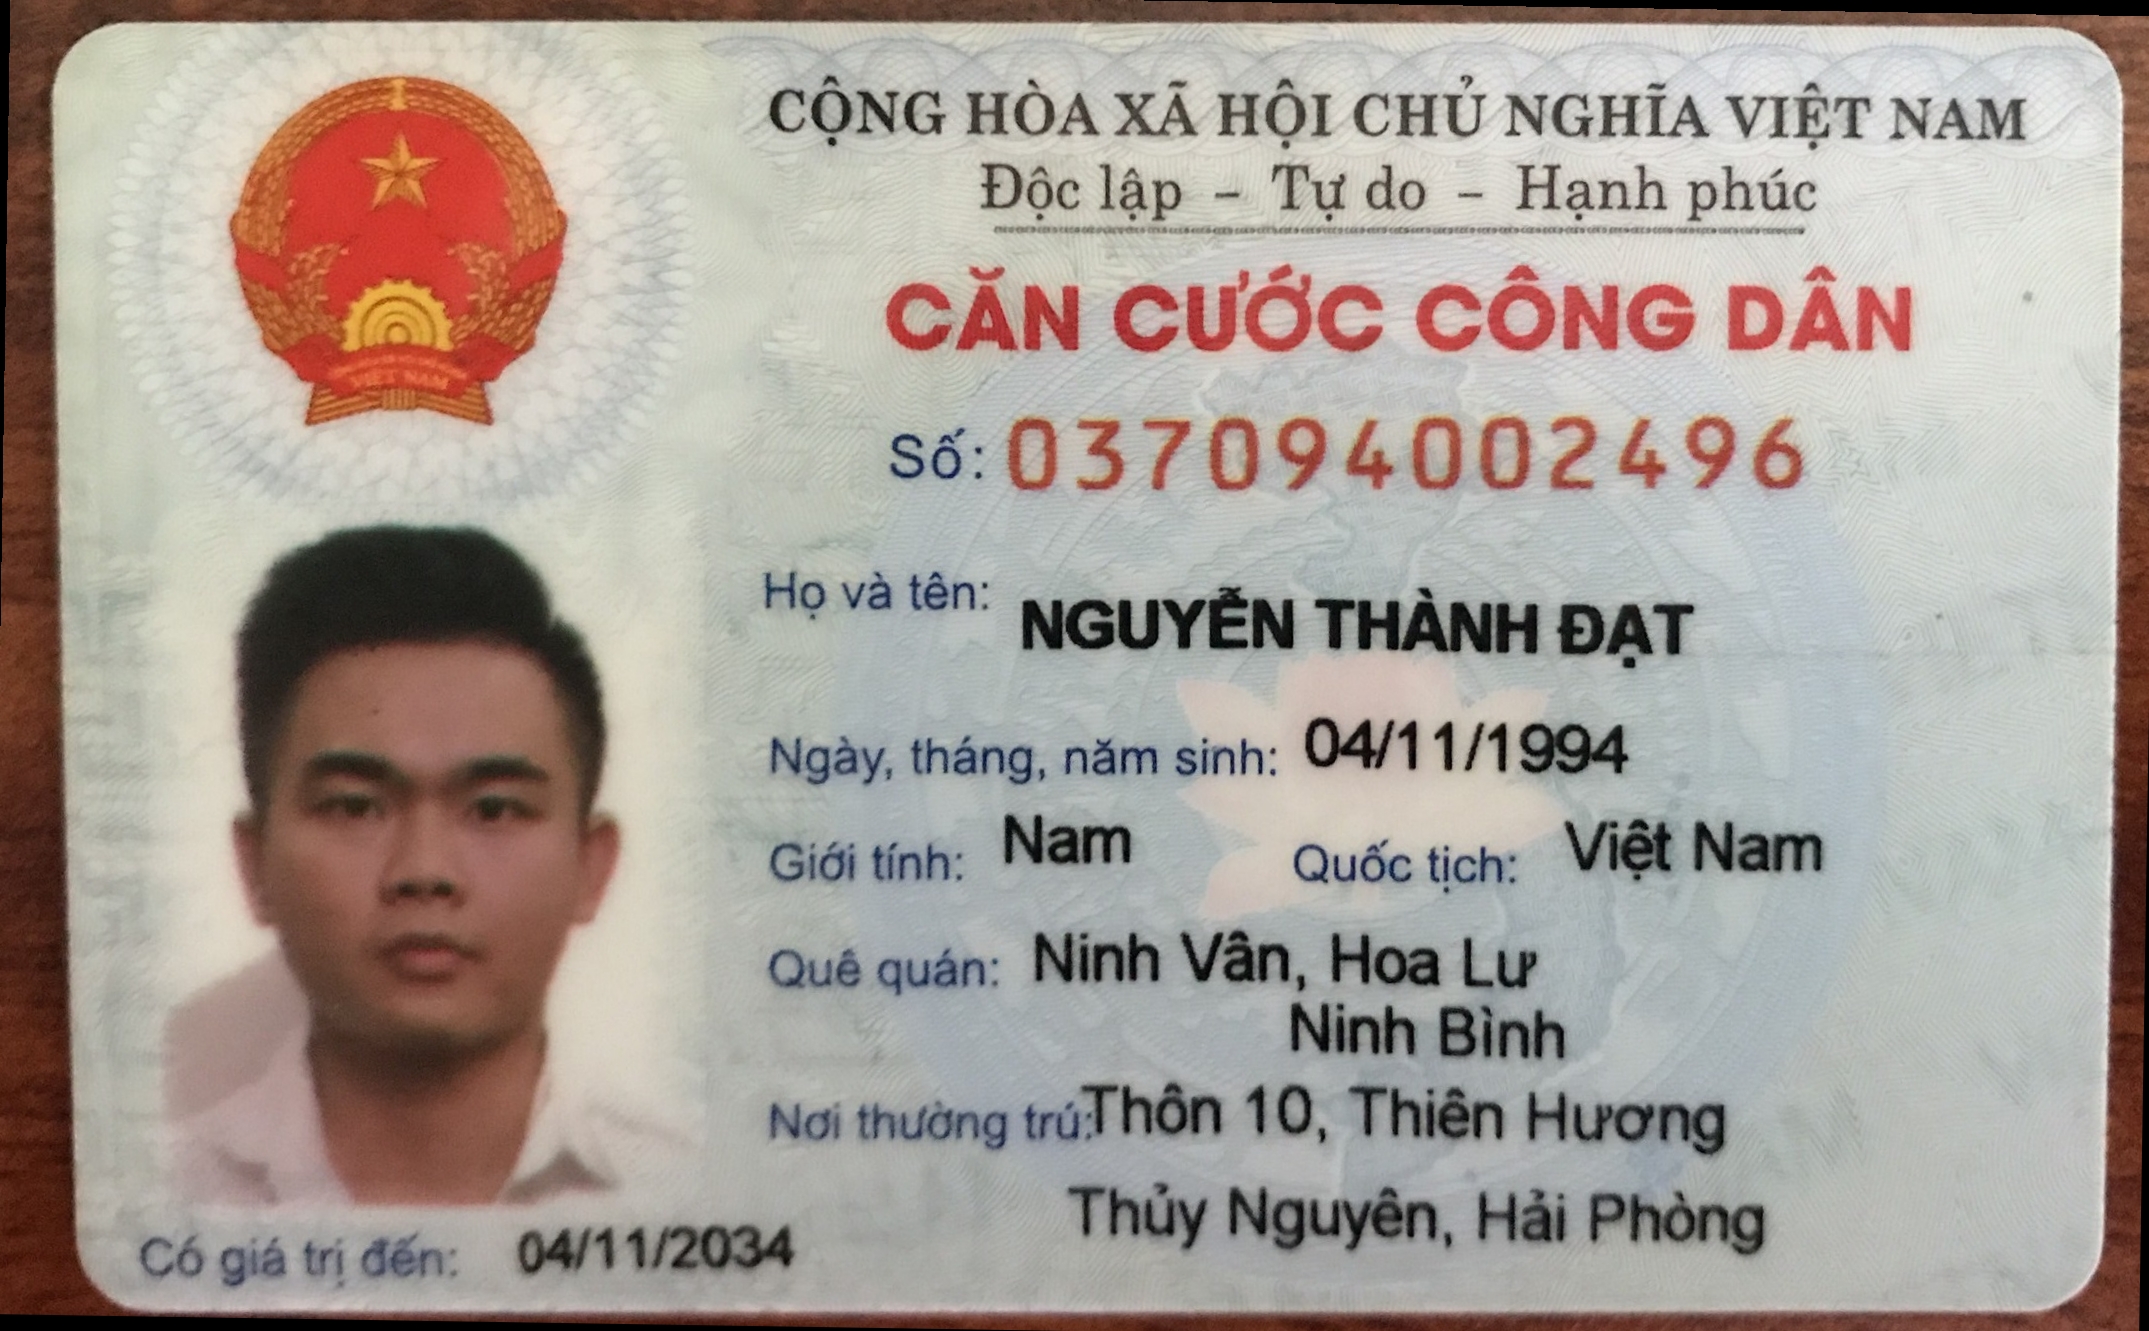 CỘNG HÒA XÃ HỘI CHỦ NGHĨA VIỆT NAM
Độc lập – Tự do – Hạnh phúc
CĂN CƯỚC CÔNG DÂN
Số: 037094002496
Họ và tên: NGUYỄN THÀNH ĐẠT
Ngày, tháng, năm sinh: 04/11/1994
Giới tính: Nam Quốc tịch: Việt Nam
Quê quán: Ninh Vân, Hoa Lư
Ninh Bình
Nơi thường trú: Thôn 10, Thiên Hương
Thủy Nguyên, Hải Phòng
Có giá trị đến: 04/11/2034
VIỆT NAM